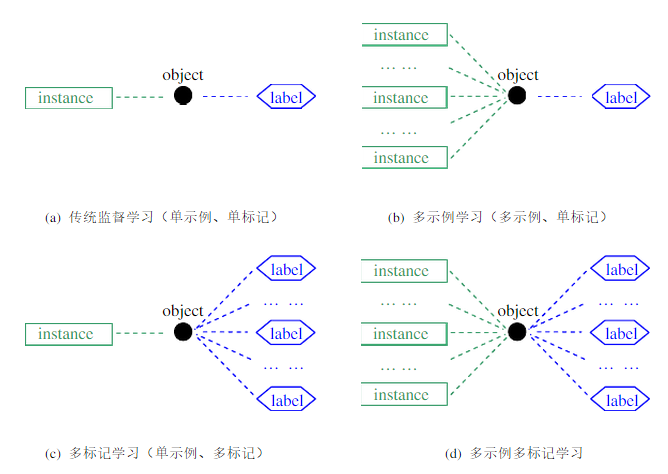 instance
object
label
(a) 传统监督学习（单示例、单标记）
instance
... ...
instance
... ...
instance
object
label
(b) 多示例学习（多示例、单标记）
instance
object
label
... ...
label
... ...
label
(c) 多标记学习（单示例、多标记）
instance
... ...
instance
... ...
instance
object
label
... ...
label
... ...
label
(d) 多示例多标记学习